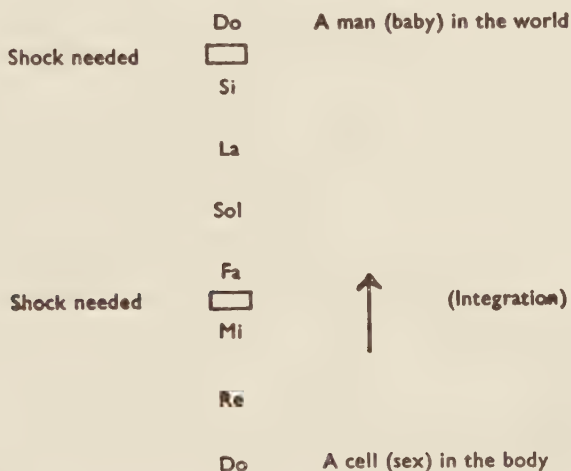 Do A man (baby) in the world
Shock needed
Si
La
Sol
Fa
Shock needed (Integration)
Mi
Re
Do A cell (sex) in the body